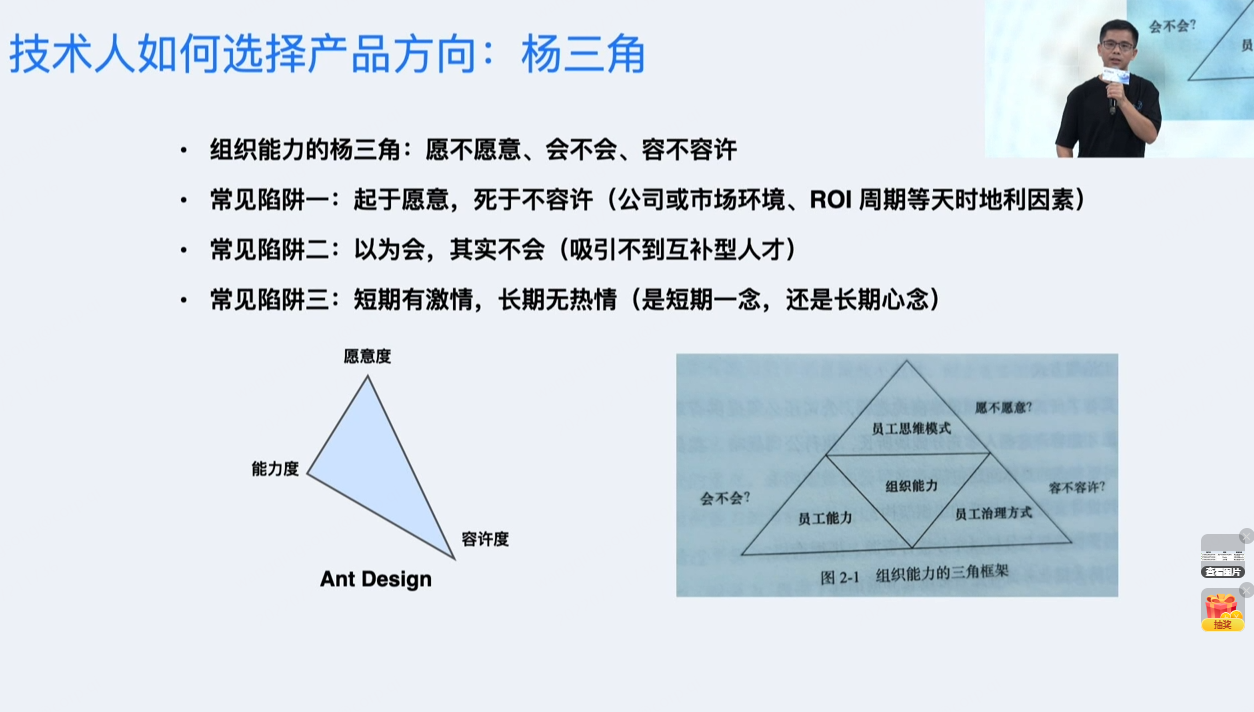 技术人如何选择产品方向：杨三角
会不会？
员
• 组织能力的杨三角：愿不愿意、会不会、容不容许
• 常见陷阱一：起于愿意，死于不容许（公司或市场环境、ROI 周期等天时地利因素）
• 常见陷阱二：以为会，其实不会（吸引不到互补型人才）
• 常见陷阱三：短期有激情，长期无热情（是短期一念，还是长期心念）
愿意度
能力度
容许度
Ant Design
愿不愿意？
员工思维模式
会不会？
组织能力
容不容许？
员工能力
员工治理方式
图 2-1 组织能力的三角框架
查看图片
抽奖